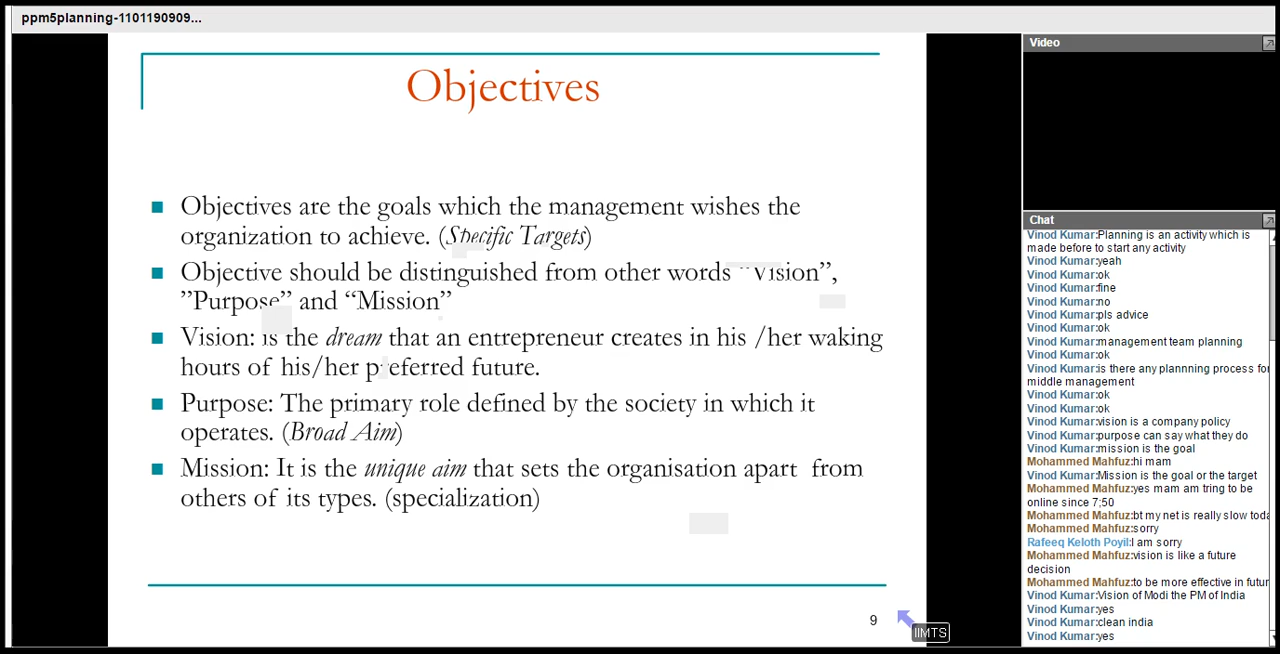 ppm5planning-1101190909...
Objectives
■ Objectives are the goals which the management wishes the
organization to achieve. (Specific Targets)
■ Objective should be distinguished from other words “Vision”,
”Purpose” and “Mission”
■ Vision: is the dream that an entrepreneur creates in his /her waking
hours of his/her preferred future.
■ Purpose: The primary role defined by the society in which it
operates. (Broad Aim)
■ Mission: It is the unique aim that sets the organisation apart from
others of its types. (specialization)
9
IIMTS
Video
Chat
Vinod Kumar:Planning is an activity which is
made before to start any activity
Vinod Kumar:yeah
Vinod Kumar:ok
Vinod Kumar:fine
Vinod Kumar:no
Vinod Kumar:pls advice
Vinod Kumar:ok
Vinod Kumar:management team planning
Vinod Kumar:ok
Vinod Kumar:is there any plannning process for
middle management
Vinod Kumar:ok
Vinod Kumar:ok
Vinod Kumar:vision is a company policy
Vinod Kumar:purpose can say what they do
Vinod Kumar:mission is the goal
Mohammed Mahfuz:hi mam
Vinod Kumar:Mission is the goal or the target
Mohammed Mahfuz:yes mam am tring to be
online since 7;50
Mohammed Mahfuz:bt my net is really slow toda
Mohammed Mahfuz:sorry
Rafeeq Keloth Poyil:I am sorry
Mohammed Mahfuz:vision is like a future
decision
Mohammed Mahfuz:to be more effective in futur
Vinod Kumar:Vision of Modi the PM of India
Vinod Kumar:yes
Vinod Kumar:clean india
Vinod Kumar:yes